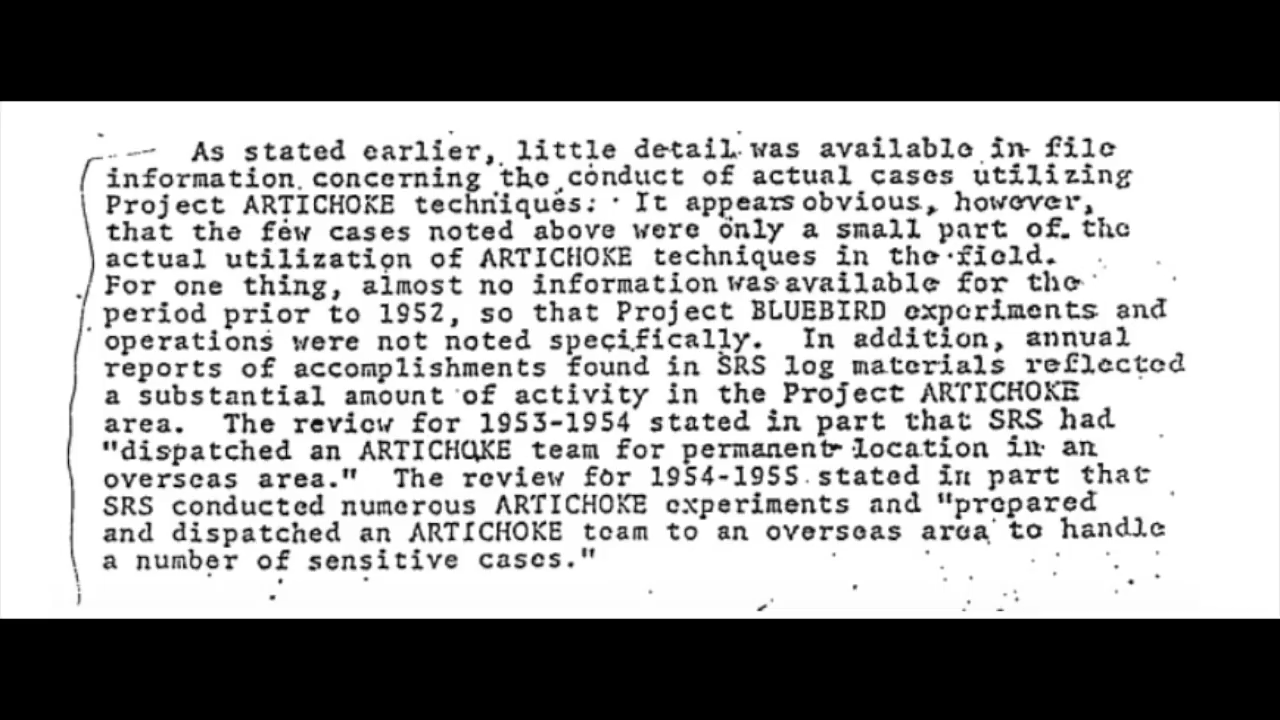 As stated earlier, little detail was available in file
information concerning the conduct of actual cases utilizing
Project ARTICHOKE techniques. It appears obvious, however,
that the few cases noted above were only a small part of the
actual utilization of ARTICHOKE techniques in the field.
For one thing, almost no information was available for the
period prior to 1952, so that Project BLUEBIRD experiments and
operations were not noted specifically. In addition, annual
reports of accomplishments found in SRS log materials reflected
a substantial amount of activity in the Project ARTICHOKE
area. The review for 1953-1954 stated in part that SRS had
"dispatched an ARTICHOKE team for permanent location in an
overseas area." The review for 1954-1955 stated in part that
SRS conducted numerous ARTICHOKE experiments and "prepared
and dispatched an ARTICHOKE team to an overseas area to handle
a number of sensitive cases."